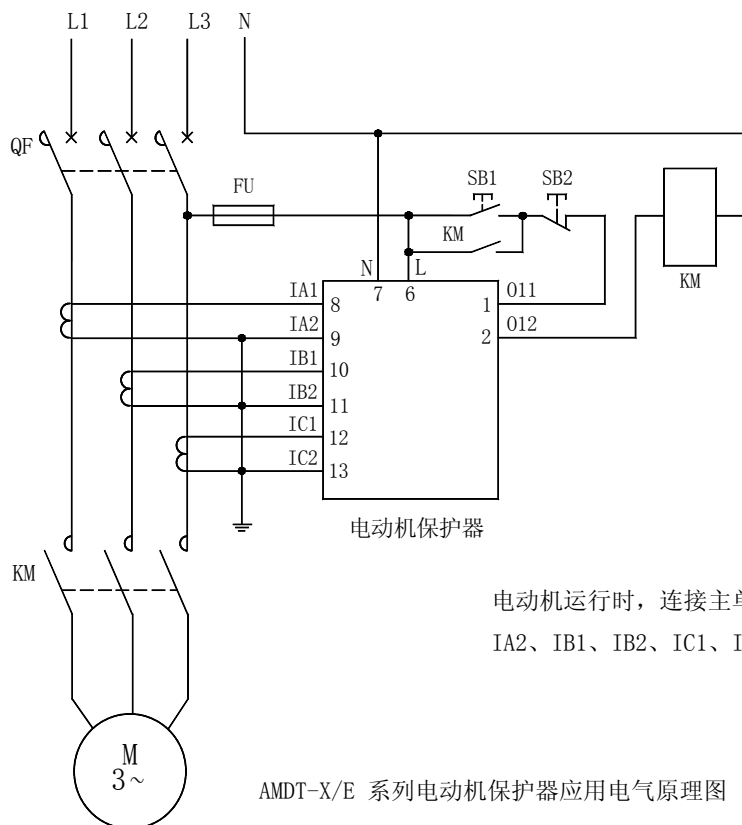 L1 L2 L3 N
QF
FU
SB1 SB2
KM
KM
N L
7 6
IA1 8
IA2 9
IB1 10
IB2 11
IC1 12
IC2 13
1 011
2 012
电动机保护器
KM
电动机运行时，连接主单
IA2、IB1、IB2、IC1、I
M
3~
AMDT-X/E 系列电动机保护器应用电气原理图